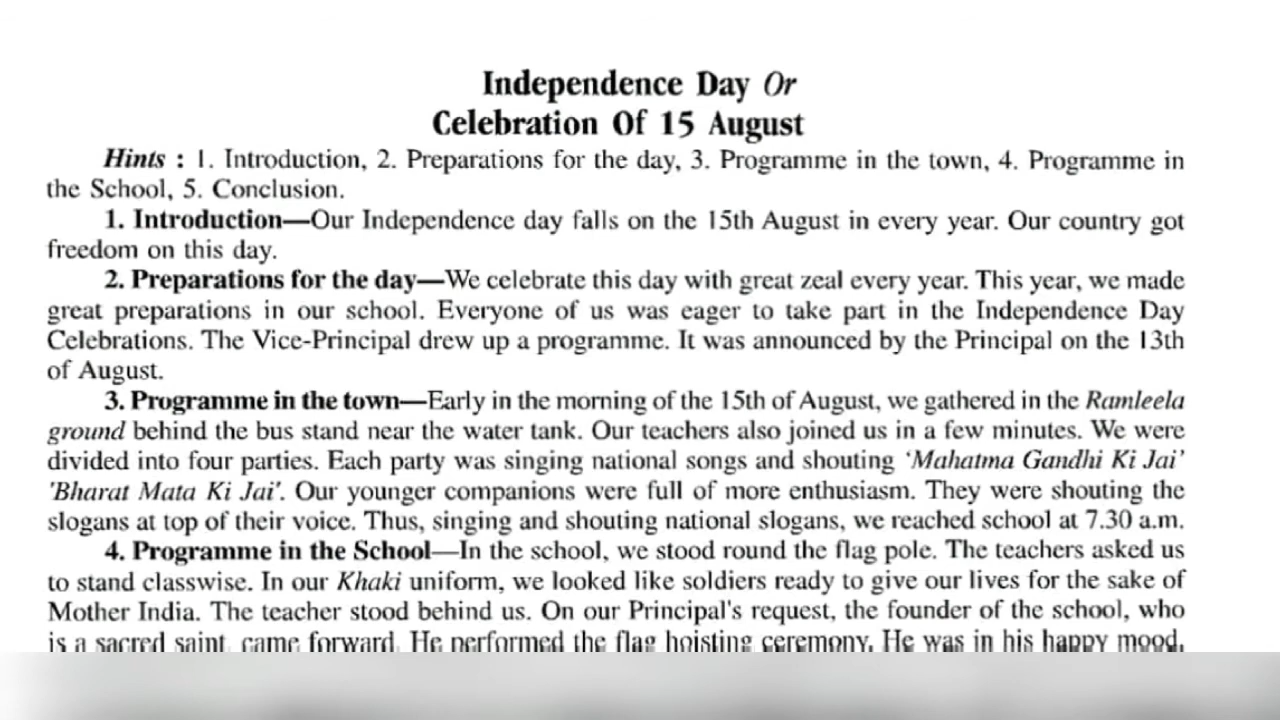 Independence Day Or
Celebration Of 15 August
Hints : 1. Introduction, 2. Preparations for the day, 3. Programme in the town, 4. Programme in
the School, 5. Conclusion.
1. Introduction—Our Independence day falls on the 15th August in every year. Our country got
freedom on this day.
2. Preparations for the day—We celebrate this day with great zeal every year. This year, we made
great preparations in our school. Everyone of us was eager to take part in the Independence Day
Celebrations. The Vice-Principal drew up a programme. It was announced by the Principal on the 13th
of August.
3. Programme in the town—Early in the morning of the 15th of August, we gathered in the Ramleela
ground behind the bus stand near the water tank. Our teachers also joined us in a few minutes. We were
divided into four parties. Each party was singing national songs and shouting ‘Mahatma Gandhi Ki Jai’
'Bharat Mata Ki Jai'. Our younger companions were full of more enthusiasm. They were shouting the
slogans at top of their voice. Thus, singing and shouting national slogans, we reached school at 7.30 a.m.
4. Programme in the School—In the school, we stood round the flag pole. The teachers asked us
to stand classwise. In our Khaki uniform, we looked like soldiers ready to give our lives for the sake of
Mother India. The teacher stood behind us. On our Principal's request, the founder of the school, who
is a sacred saint, came forward. He performed the flag hoisting ceremony. He was in his happy mood.